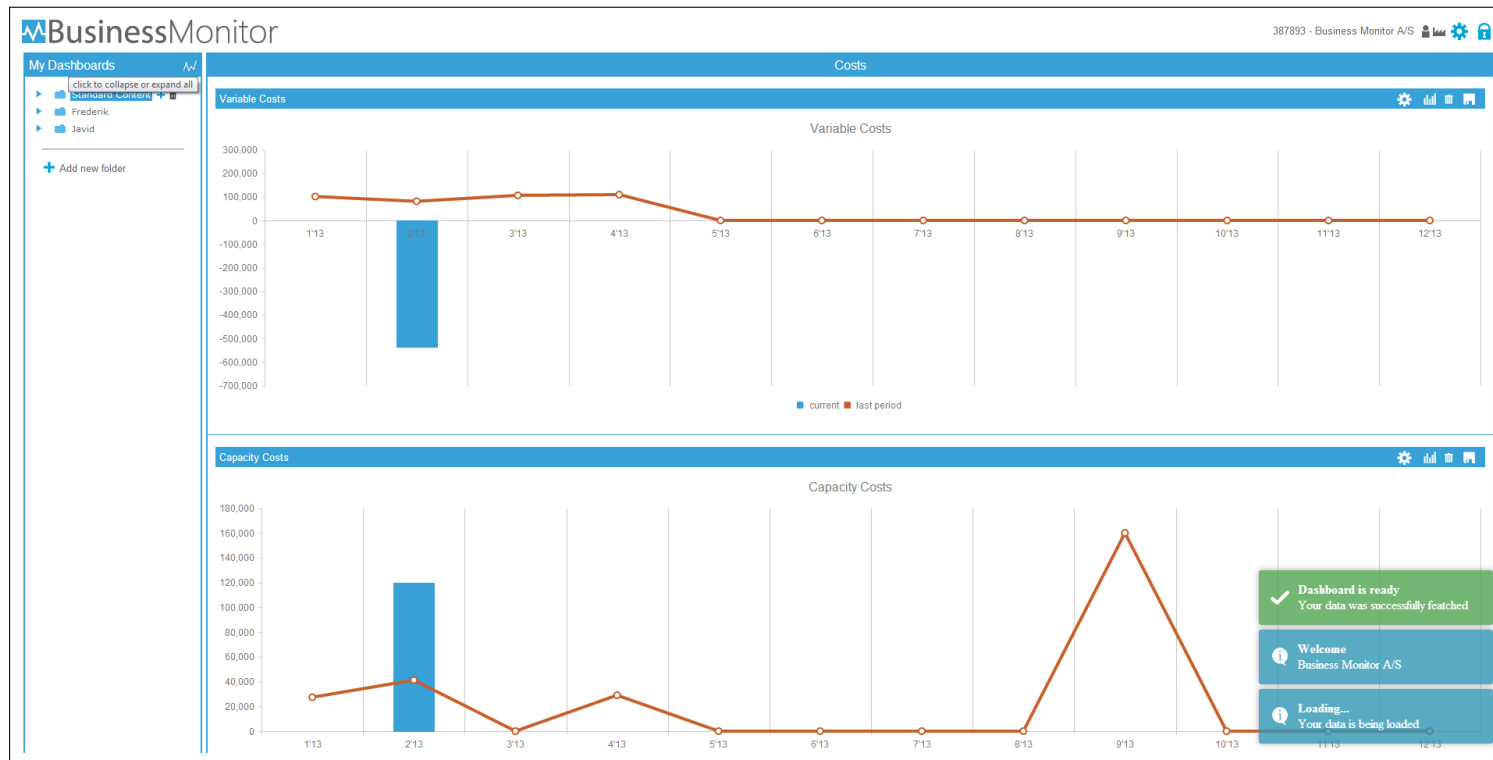 BusinessMonitor
387893 - Business Monitor A/S
My Dashboards
Costs
click to collapse or expand all
Standard Content
Frederik
Javid
Add new folder
Variable Costs
Variable Costs
300,000
200,000
100,000
0
-100,000
-200,000
-300,000
-400,000
-500,000
-600,000
-700,000
1'13 2'13 3'13 4'13 5'13 6'13 7'13 8'13 9'13 10'13 11'13 12'13
current last period
Capacity Costs
Capacity Costs
180,000
160,000
140,000
120,000
100,000
80,000
60,000
40,000
20,000
0
1'13 2'13 3'13 4'13 5'13 6'13 7'13 8'13 9'13 10'13 11'13 12'13
Dashboard is ready
Your data was successfully featched
Welcome
Business Monitor A/S
Loading...
Your data is being loaded